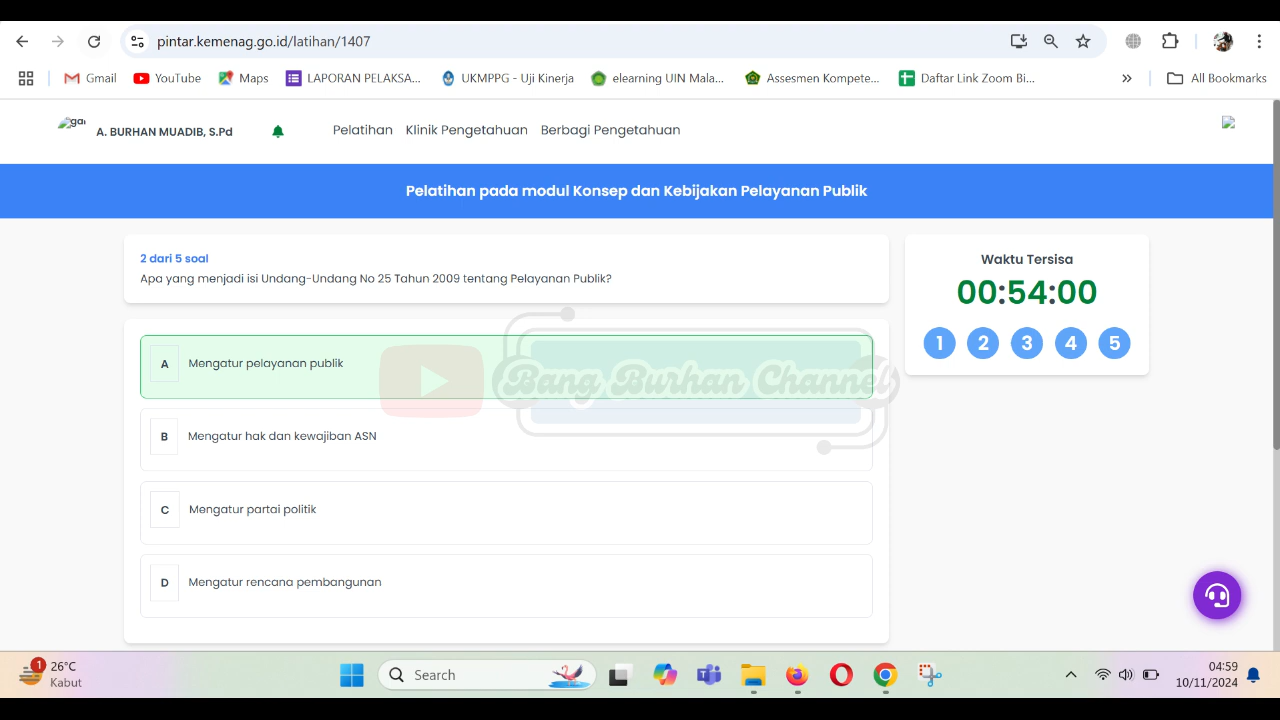 pintar.kemenag.go.id/latihan/1407
Gmail
YouTube
Maps
LAPORAN PELAKSA...
UKMPPG - Uji Kinerja
elearning UIN Mala...
Assesmen Kompete...
Daftar Link Zoom Bi...
»
All Bookmarks
A. BURHAN MUADIB, S.Pd
Pelatihan
Klinik Pengetahuan
Berbagi Pengetahuan
Pelatihan pada modul Konsep dan Kebijakan Pelayanan Publik
2 dari 5 soal
Apa yang menjadi isi Undang-Undang No 25 Tahun 2009 tentang Pelayanan Publik?
Waktu Tersisa
00:54:00
1 2 3 4 5
A Mengatur pelayanan publik
Bang Burhan Channel
B Mengatur hak dan kewajiban ASN
C Mengatur partai politik
D Mengatur rencana pembangunan
1
26°C
Kabut
Search
04:59
10/11/2024